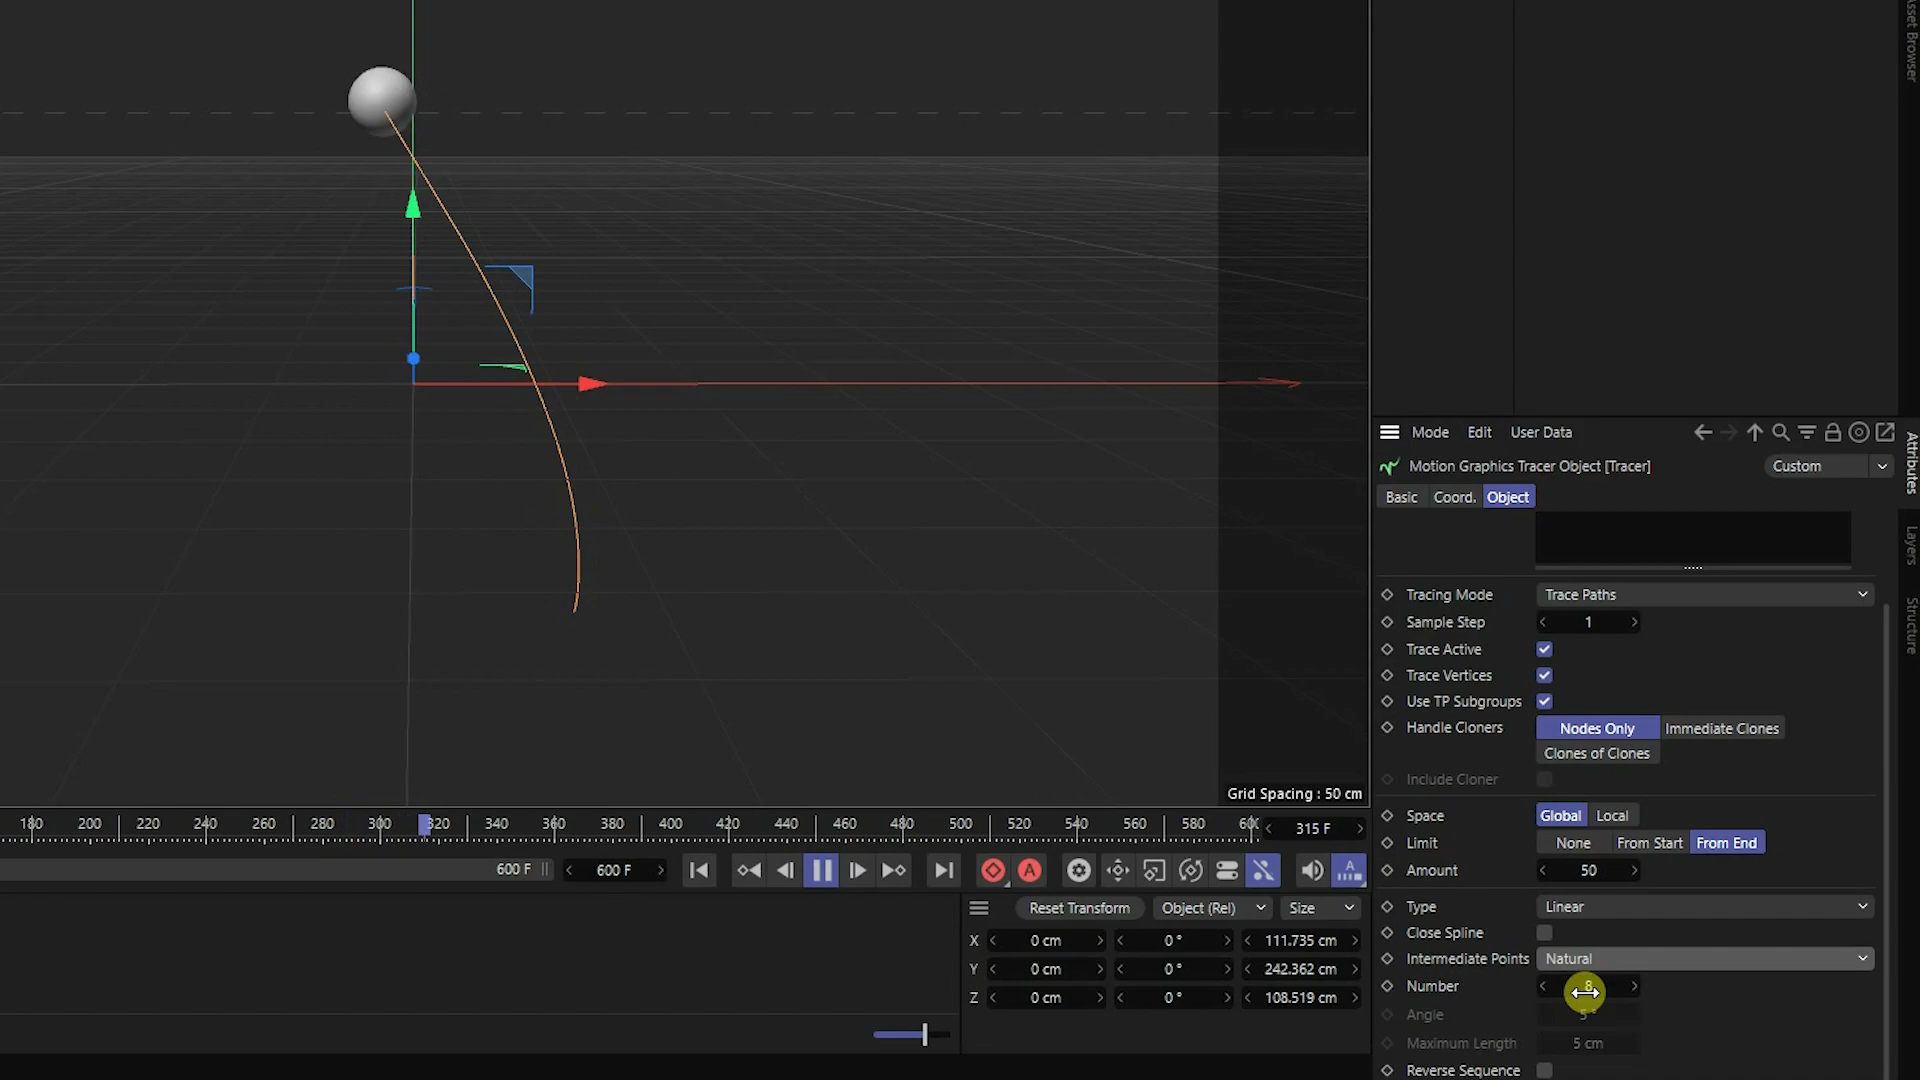 Asset Browser
Mode Edit User Data
Motion Graphics Tracer Object [Tracer] Custom
Attributes
Basic Coord. Object
Layers
Structure
Tracing Mode Trace Paths
Sample Step 1
Trace Active
Trace Vertices
Use TP Subgroups
Handle Cloners Nodes Only Immediate Clones
Clones of Clones
Include Cloner
Grid Spacing : 50 cm
Space Global Local
180 200 220 240 260 280 300 320 340 360 380 400 420 440 460 480 500 520 540 560 580 315 F
Limit None From Start From End
600 F 600 F A A
Amount 50
Reset Transform Object (Rel) Size
Type Linear
Close Spline
X 0 cm 0 ° 111.735 cm
Intermediate Points Natural
Y 0 cm 0 ° 242.362 cm
Number 8
Z 0 cm 0 ° 108.519 cm
Angle 5 °
Maximum Length 5 cm
Reverse Sequence